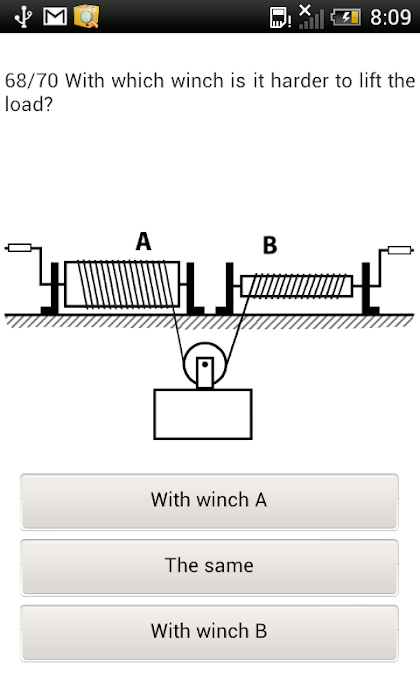 8:09
68/70 With which winch is it harder to lift the
load?
A
B
With winch A
The same
With winch B